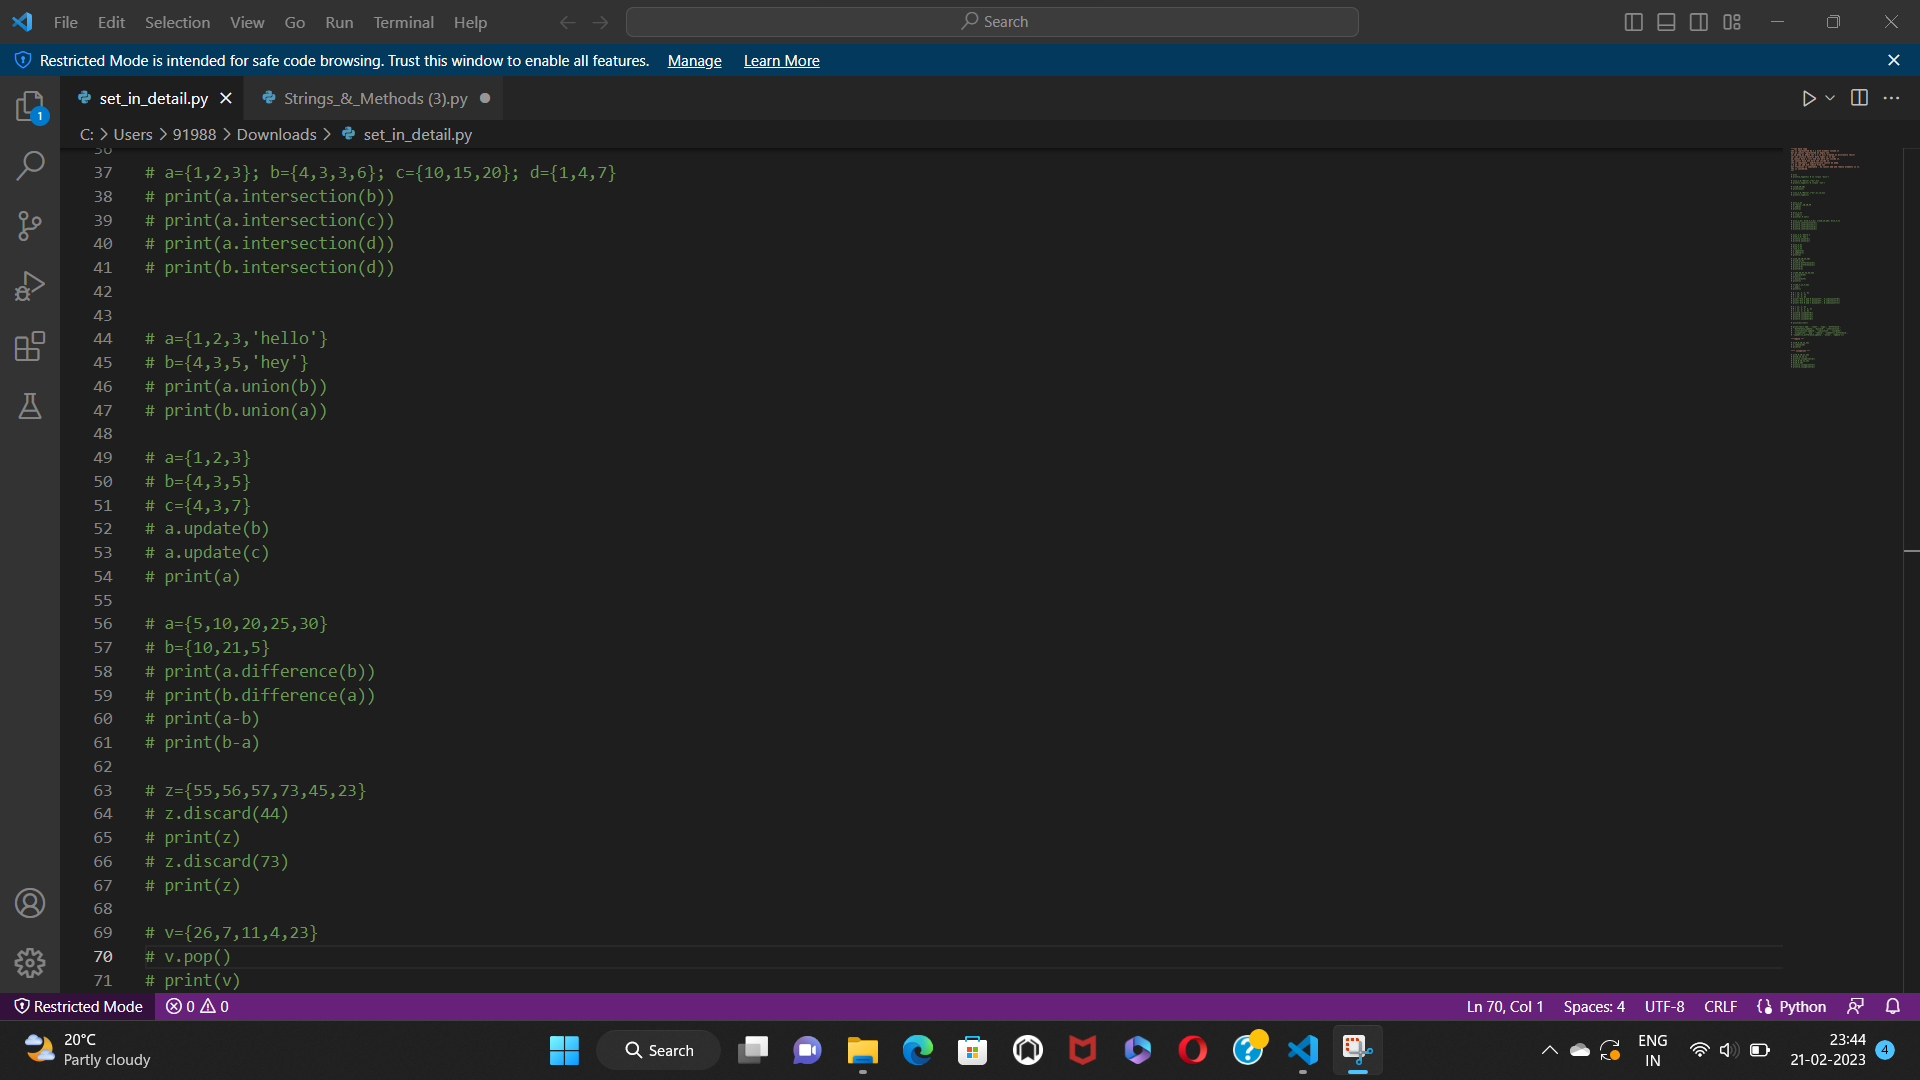 File Edit Selection View Go Run Terminal Help Search
Restricted Mode is intended for safe code browsing. Trust this window to enable all features. Manage Learn More
set_in_detail.py Strings_&_Methods (3).py
C: > Users > 91988 > Downloads > set_in_detail.py
1
36
37 # a={1,2,3}; b={4,3,3,6}; c={10,15,20}; d={1,4,7}
38 # print(a.intersection(b))
39 # print(a.intersection(c))
40 # print(a.intersection(d))
41 # print(b.intersection(d))
42
43
44 # a={1,2,3,'hello'}
45 # b={4,3,5,'hey'}
46 # print(a.union(b))
47 # print(b.union(a))
48
49 # a={1,2,3}
50 # b={4,3,5}
51 # c={4,3,7}
52 # a.update(b)
53 # a.update(c)
54 # print(a)
55
56 # a={5,10,20,25,30}
57 # b={10,21,5}
58 # print(a.difference(b))
59 # print(b.difference(a))
60 # print(a-b)
61 # print(b-a)
62
63 # z={55,56,57,73,45,23}
64 # z.discard(44)
65 # print(z)
66 # z.discard(73)
67 # print(z)
68
69 # v={26,7,11,4,23}
70 # v.pop()
71 # print(v)
Restricted Mode 0 0 Ln 70, Col 1 Spaces: 4 UTF-8 CRLF Python
20°C
Partly cloudy
Search
ENG
IN
23:44
21-02-2023
4